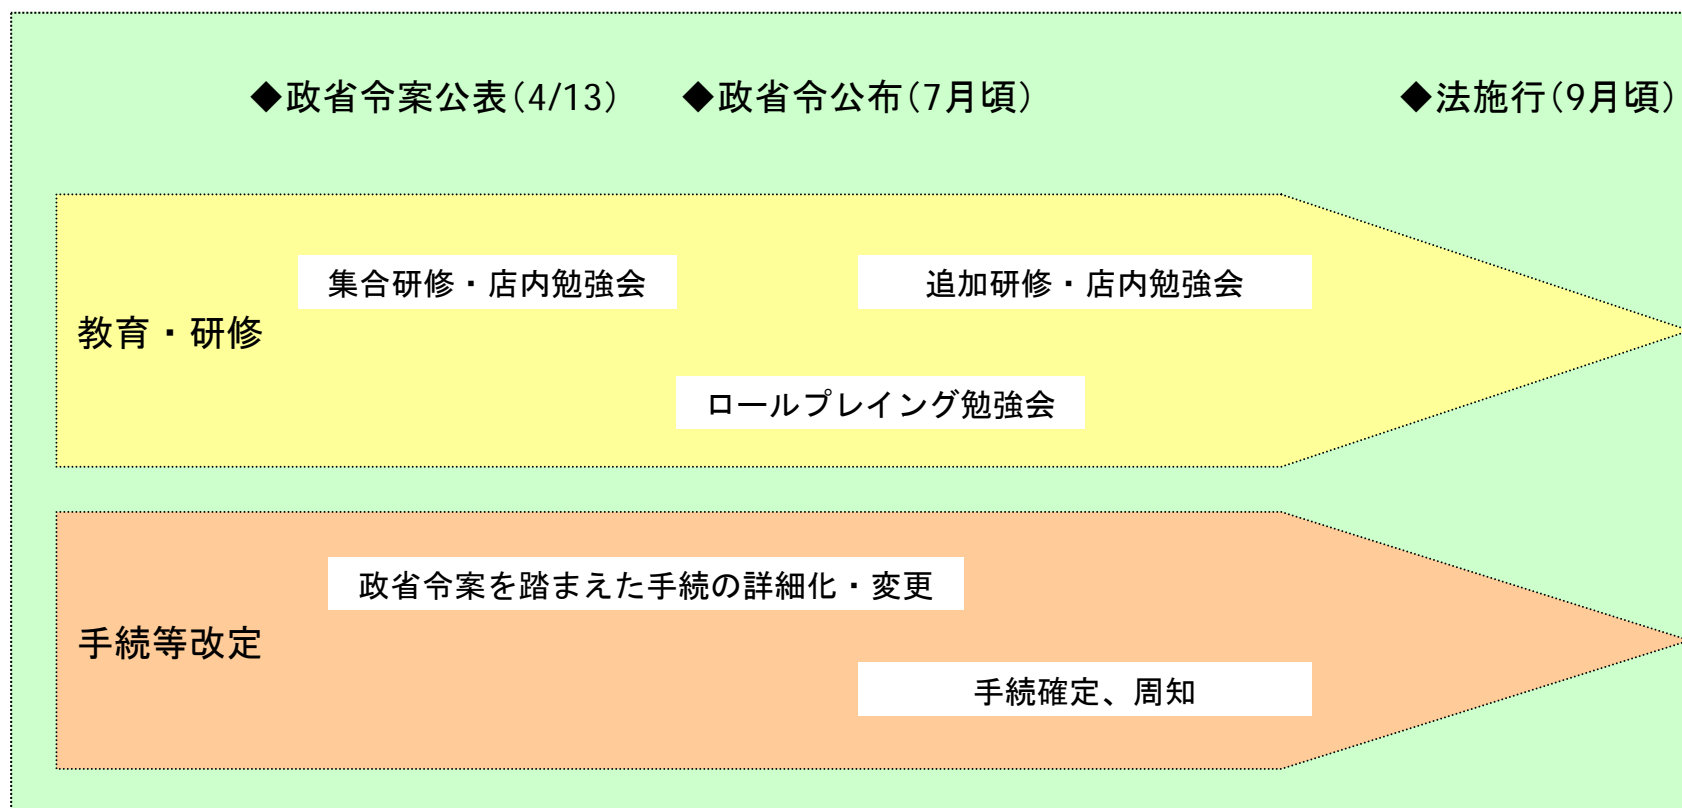 ◆政省令案公表(4/13) ◆政省令公布(7月頃) ◆法施行(9月頃)
集合研修・店内勉強会 追加研修・店内勉強会
教育・研修
ロールプレイング勉強会
政省令案を踏まえた手続の詳細化・変更
手続等改定
手続確定、周知